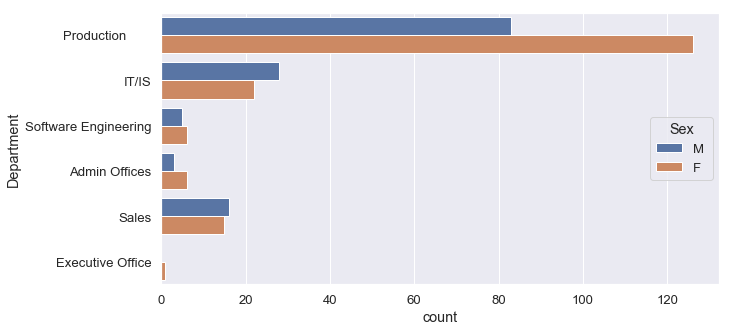 Department
Production
IT/IS
Software Engineering
Admin Offices
Sales
Executive Office
0 20 40 60 80 100 120
count
Sex
M
F